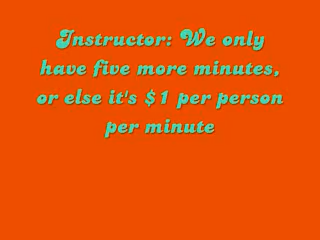 Instructor: We only
have five more minutes,
or else it's $1 per person
per minute